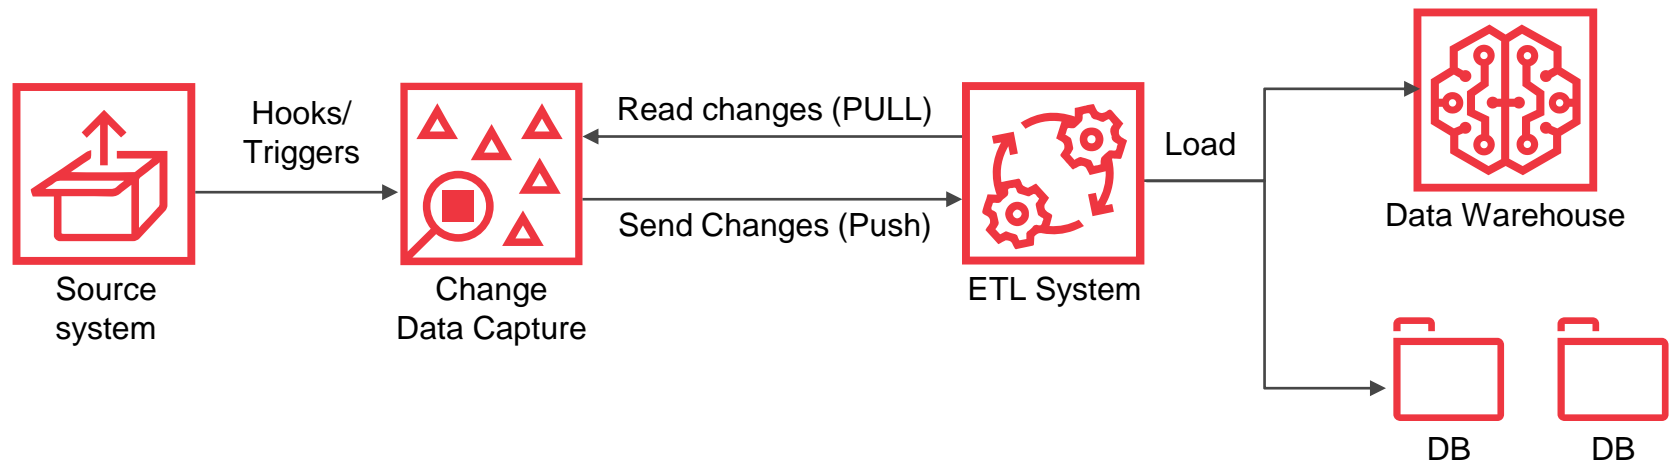 Hooks/
Triggers
Read changes (PULL)
Send Changes (Push)
Load
Source
system
Change
Data Capture
ETL System
Data Warehouse
DB
DB